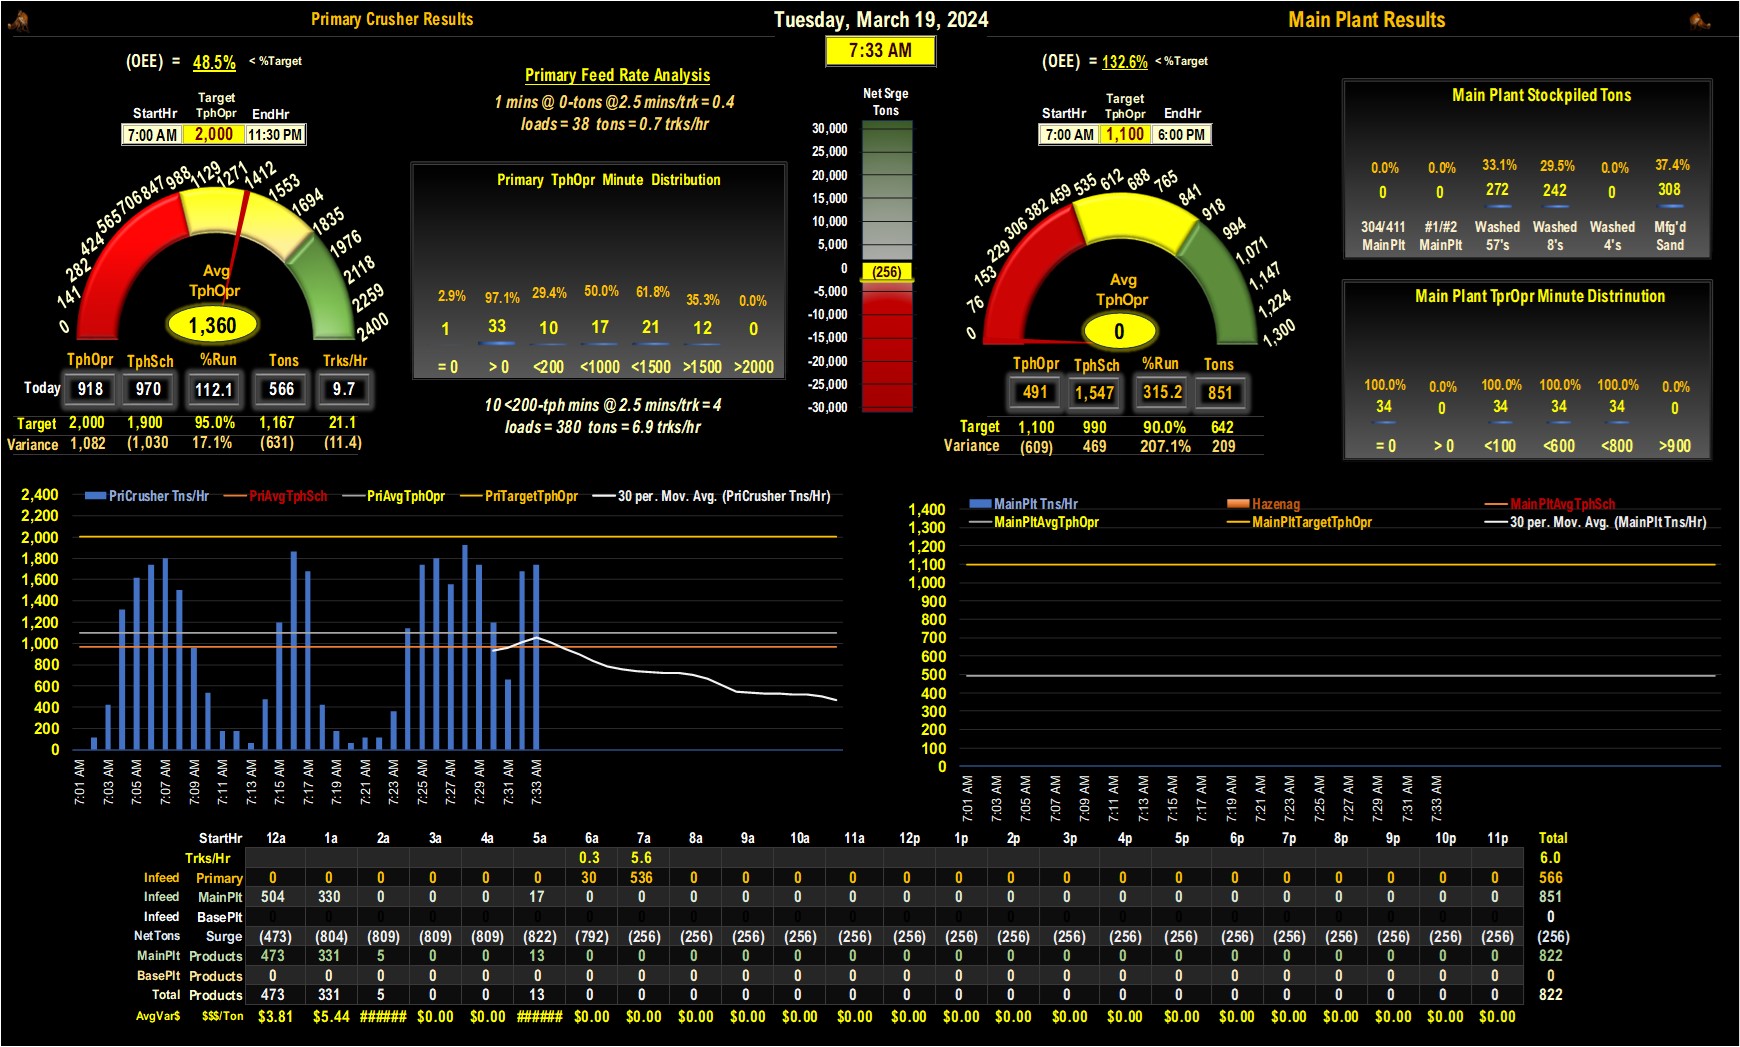 Primary Crusher Results
Tuesday, March 19, 2024
Main Plant Results
7:33 AM
(OEE) = 48.5% < %Target
StartHr Target TphOpr EndHr
7:00 AM 2,000 11:30 PM
0 141 282 424 565 706 847 988 1129 1271 1412 1553 1694 1835 1976 2118 2259 2400
Avg
TphOpr
1,360
TphOpr TphSch %Run Tons Trks/Hr
Today 918 970 112.1 566 9.7
Target 2,000 1,900 95.0% 1,167 21.1
Variance 1,082 (1,030 17.1% (631) (11.4)
Primary Feed Rate Analysis
1 mins @ 0-tons @2.5 mins/trk = 0.4
loads = 38 tons = 0.7 trks/hr
Primary TphOpr Minute Distribution
2.9% 97.1% 29.4% 50.0% 61.8% 35.3% 0.0%
1 33 10 17 21 12 0
= 0 > 0 <200 <1000 <1500 >1500 >2000
10 <200-tph mins @ 2.5 mins/trk = 4
loads = 380 tons = 6.9 trks/hr
Net Srge
Tons
30,000
25,000
20,000
15,000
10,000
5,000
0
(256)
-5,000
-10,000
-15,000
-20,000
-25,000
-30,000
(OEE) = 132.6% < %Target
StartHr Target TphOpr EndHr
7:00 AM 1,100 6:00 PM
0 76 153 229 306 382 459 535 612 688 765 841 918 994 1,071 1,147 1,224 1,300
Avg
TphOpr
0
TphOpr TphSch %Run Tons
491 1,547 315.2 851
Target 1,100 990 90.0% 642
Variance (609) 469 207.1% 209
Main Plant Stockpiled Tons
0.0% 0.0% 33.1% 29.5% 0.0% 37.4%
0 0 272 242 0 308
304/411 #1/#2 Washed Washed Washed Mfg'd
MainPlt MainPlt 57's 8's 4's Sand
Main Plant TprOpr Minute Distrinution
100.0% 0.0% 100.0% 100.0% 100.0% 0.0%
34 0 34 34 34 0
= 0 > 0 <100 <600 <800 >900
PriCrusher Tns/Hr PriAvgTphSch PriAvgTphOpr PriTargetTphOpr 30 per. Mov. Avg. (PriCrusher Tns/Hr)
2,400
2,200
2,000
1,800
1,600
1,400
1,200
1,000
800
600
400
200
0
7:01 AM 7:03 AM 7:05 AM 7:07 AM 7:09 AM 7:11 AM 7:13 AM 7:15 AM 7:17 AM 7:19 AM 7:21 AM 7:23 AM 7:25 AM 7:27 AM 7:29 AM 7:31 AM 7:33 AM
MainPlt Tns/Hr Hazenag MainPltAvgTphSch
MainPltAvgTphOpr MainPltTargetTphOpr 30 per. Mov. Avg. (MainPlt Tns/Hr)
1,400
1,300
1,200
1,100
1,000
900
800
700
600
500
400
300
200
100
0
7:01 AM 7:03 AM 7:05 AM 7:07 AM 7:09 AM 7:11 AM 7:13 AM 7:15 AM 7:17 AM 7:19 AM 7:21 AM 7:23 AM 7:25 AM 7:27 AM 7:29 AM 7:31 AM 7:33 AM
StartHr 12a 1a 2a 3a 4a 5a 6a 7a 8a 9a 10a 11a 12p 1p 2p 3p 4p 5p 6p 7p 8p 9p 10p 11p Total
Trks/Hr 0.3 5.6 6.0
Infeed Primary 0 0 0 0 0 0 30 536 0 0 0 0 0 0 0 0 0 0 0 0 0 0 0 0 566
Infeed MainPlt 504 330 0 0 0 17 0 0 0 0 0 0 0 0 0 0 0 0 0 0 0 0 0 0 851
Infeed BasePlt 0 0 0 0 0 0 0 0 0 0 0 0 0 0 0 0 0 0 0 0 0 0 0 0 0
NetTons Surge (473) (804) (809) (809) (809) (822) (792) (256) (256) (256) (256) (256) (256) (256) (256) (256) (256) (256) (256) (256) (256) (256) (256) (256) (256)
MainPlt Products 473 331 5 0 0 13 0 0 0 0 0 0 0 0 0 0 0 0 0 0 0 0 0 0 822
BasePlt Products 0 0 0 0 0 0 0 0 0 0 0 0 0 0 0 0 0 0 0 0 0 0 0 0 0
Total Products 473 331 5 0 0 13 0 0 0 0 0 0 0 0 0 0 0 0 0 0 0 0 0 0 822
AvgVar$ $$$/Ton $3.81 $5.44 ###### $0.00 $0.00 ###### $0.00 $0.00 $0.00 $0.00 $0.00 $0.00 $0.00 $0.00 $0.00 $0.00 $0.00 $0.00 $0.00 $0.00 $0.00 $0.00 $0.00 $0.00